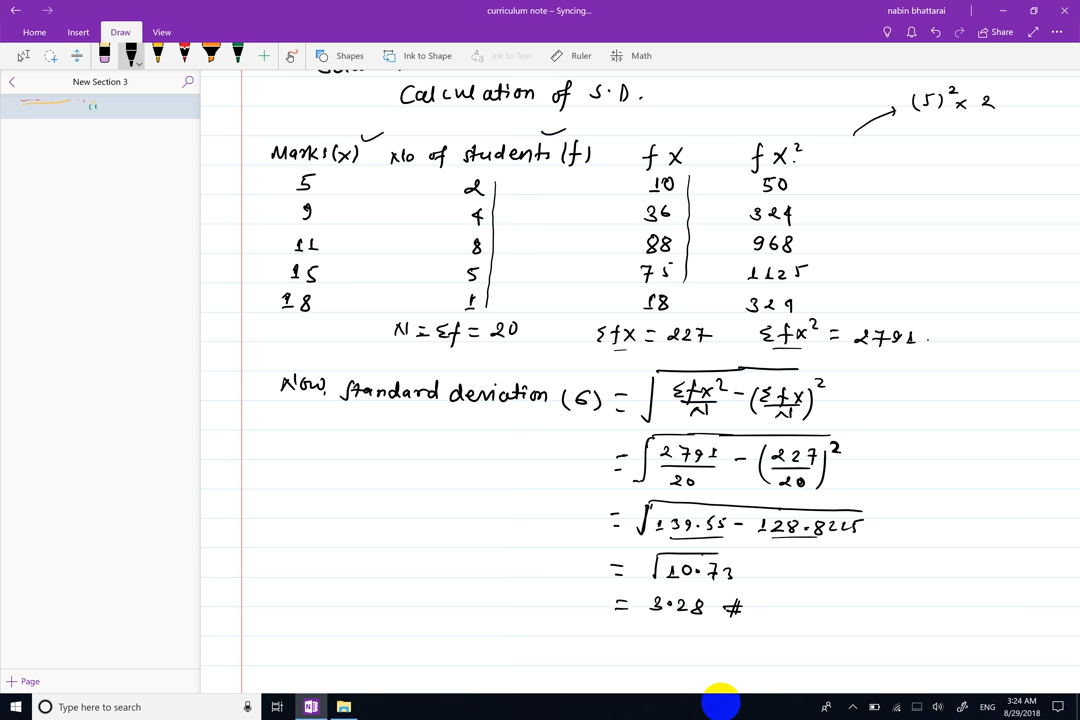 curriculum note – Syncing...
nabin bhattarai
Home Insert Draw View
Share
Shapes Ink to Shape Ink to Text Ruler Math
New Section 3
Calculation of S.D.
(5)² x 2
Marks(x) No of students (f) f x f x²
5 2 10 50
9 4 36 324
11 8 88 968
15 5 75 1125
18 1 18 324
N = Σf = 20 Σfx = 227 Σfx² = 2791.
Now, Standard deviation (σ) = √(Σfx²/N - (Σfx/N)²)
= √(2791/20 - (227/20)²)
= √(139.55 - 128.8225)
= √10.73
= 3.28 #
+ Page
Type here to search
ENG
3:24 AM
8/29/2018